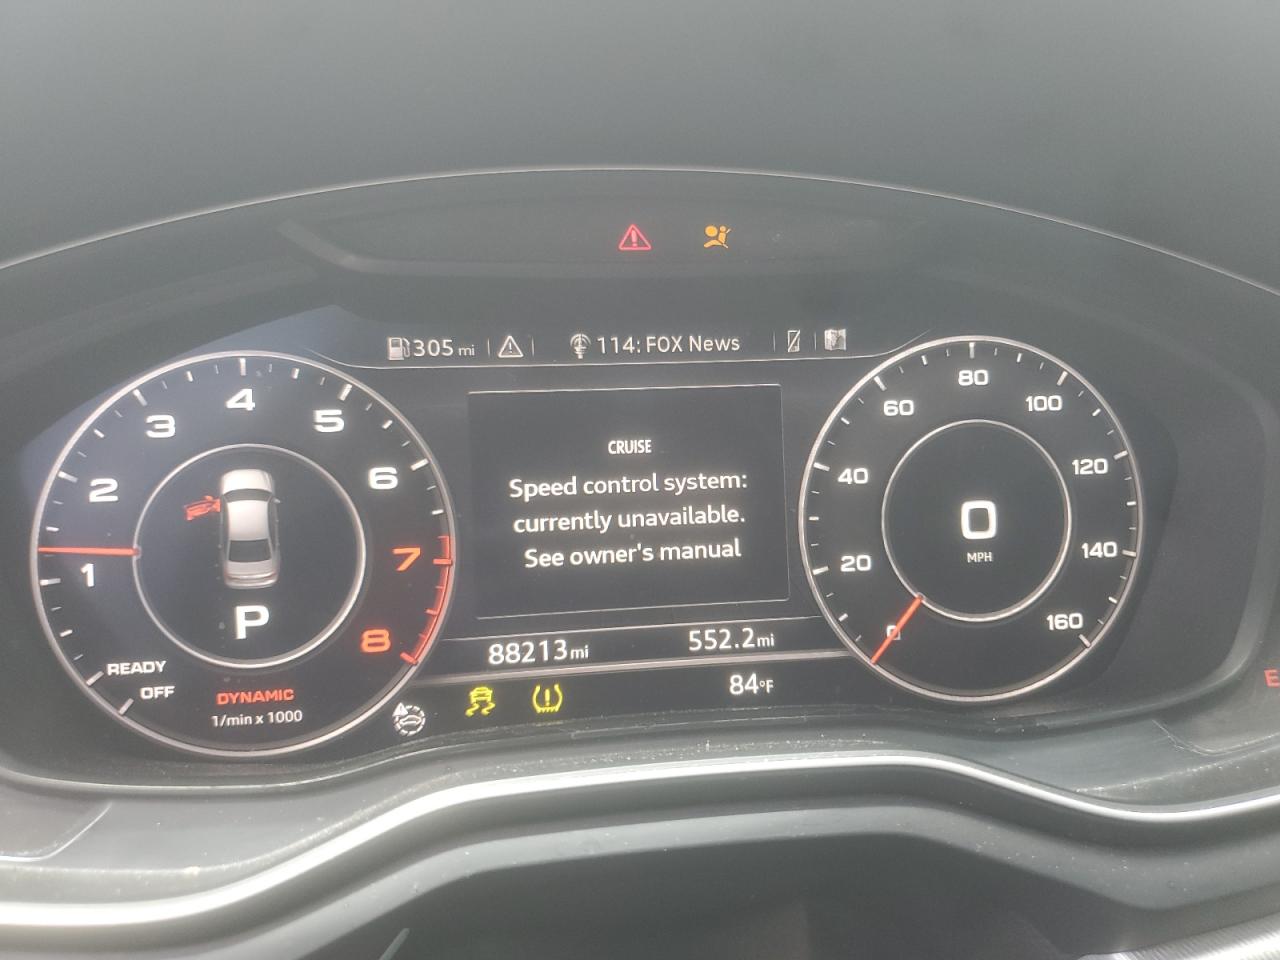 305 mi
114: FOX News
CRUISE
Speed control system:
currently unavailable.
See owner's manual
88213 mi
552.2 mi
84°F
1
2
3
4
5
6
7
8
P
READY
OFF
DYNAMIC
1/min x 1000
0
20
40
60
80
100
120
140
160
0
MPH
E